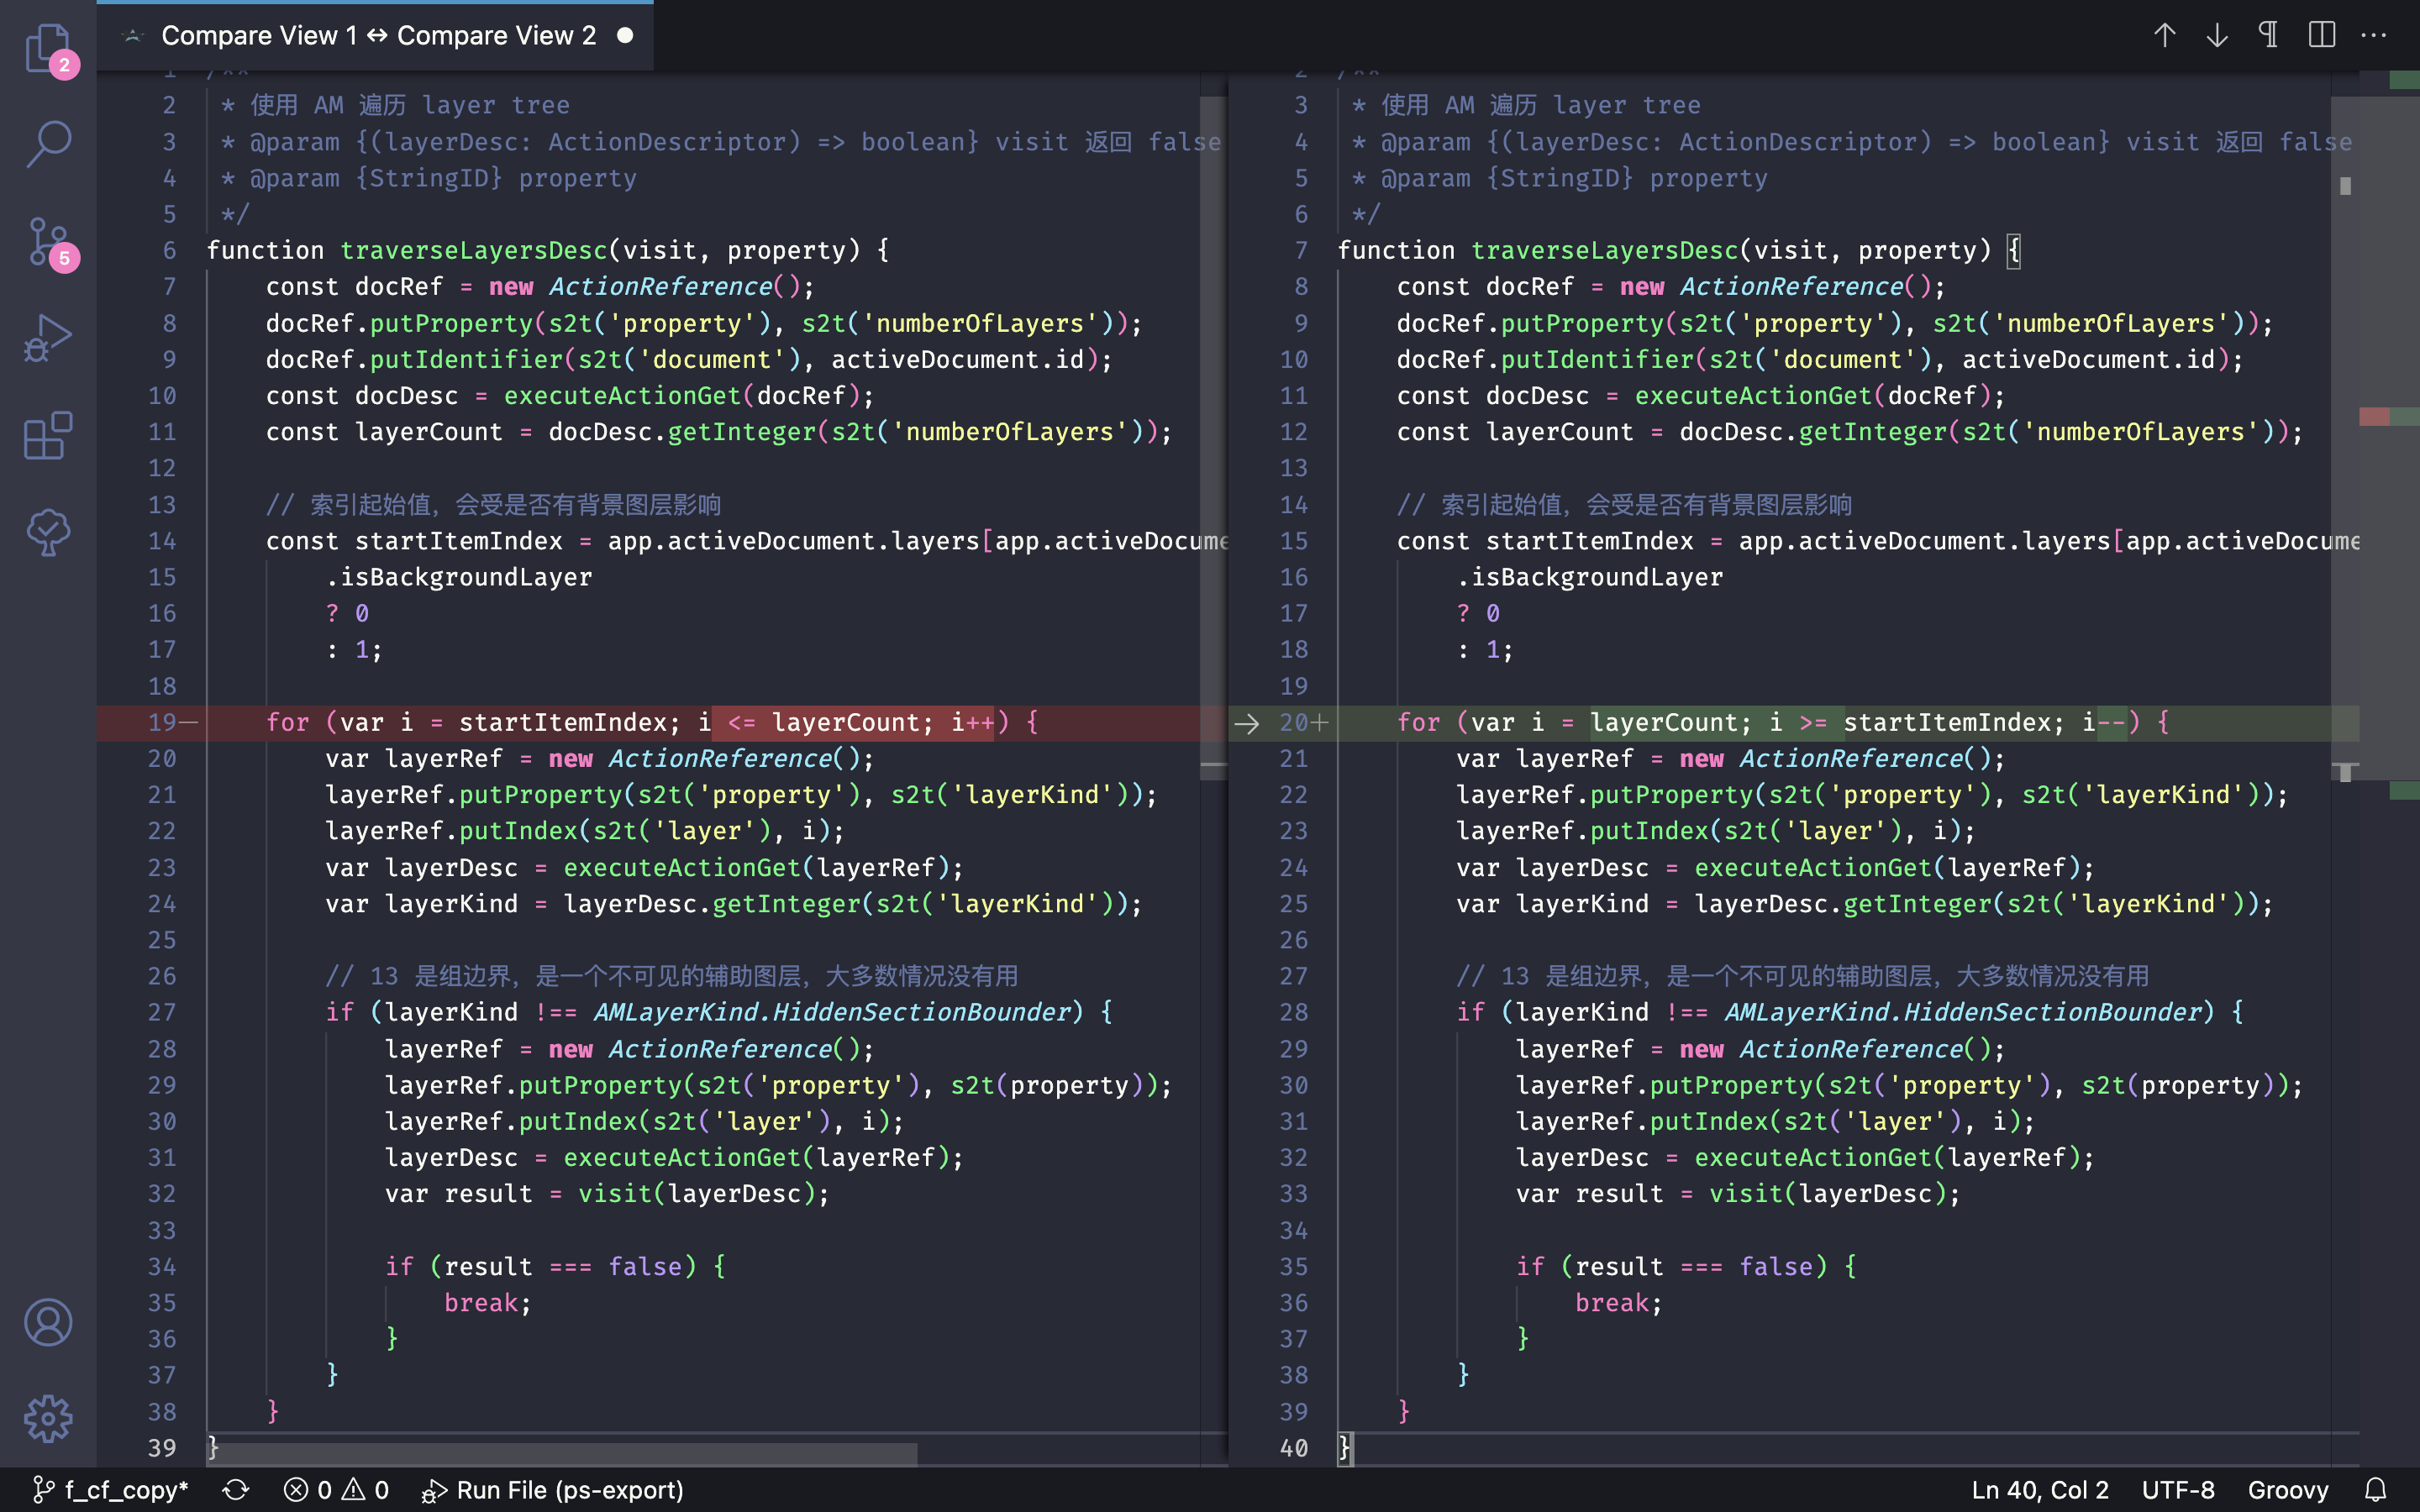 2
5
Compare View 1 ↔ Compare View 2 ●
1 /**
2 * 使用 AM 遍历 layer tree
3 * @param {(layerDesc: ActionDescriptor) => boolean} visit 返回 false
4 * @param {StringID} property
5 */
6 function traverseLayersDesc(visit, property) {
7 const docRef = new ActionReference();
8 docRef.putProperty(s2t('property'), s2t('numberOfLayers'));
9 docRef.putIdentifier(s2t('document'), activeDocument.id);
10 const docDesc = executeActionGet(docRef);
11 const layerCount = docDesc.getInteger(s2t('numberOfLayers'));
12
13 // 索引起始值，会受是否有背景图层影响
14 const startItemIndex = app.activeDocument.layers[app.activeDocume
15 .isBackgroundLayer
16 ? 0
17 : 1;
18
19— for (var i = startItemIndex; i <= layerCount; i++) {
20 var layerRef = new ActionReference();
21 layerRef.putProperty(s2t('property'), s2t('layerKind'));
22 layerRef.putIndex(s2t('layer'), i);
23 var layerDesc = executeActionGet(layerRef);
24 var layerKind = layerDesc.getInteger(s2t('layerKind'));
25
26 // 13 是组边界，是一个不可见的辅助图层，大多数情况没有用
27 if (layerKind !== AMLayerKind.HiddenSectionBounder) {
28 layerRef = new ActionReference();
29 layerRef.putProperty(s2t('property'), s2t(property));
30 layerRef.putIndex(s2t('layer'), i);
31 layerDesc = executeActionGet(layerRef);
32 var result = visit(layerDesc);
33
34 if (result === false) {
35 break;
36 }
37 }
38 }
39 }
2 /**
3 * 使用 AM 遍历 layer tree
4 * @param {(layerDesc: ActionDescriptor) => boolean} visit 返回 false
5 * @param {StringID} property
6 */
7 function traverseLayersDesc(visit, property) {
8 const docRef = new ActionReference();
9 docRef.putProperty(s2t('property'), s2t('numberOfLayers'));
10 docRef.putIdentifier(s2t('document'), activeDocument.id);
11 const docDesc = executeActionGet(docRef);
12 const layerCount = docDesc.getInteger(s2t('numberOfLayers'));
13
14 // 索引起始值，会受是否有背景图层影响
15 const startItemIndex = app.activeDocument.layers[app.activeDocume
16 .isBackgroundLayer
17 ? 0
18 : 1;
19
→ 20+ for (var i = layerCount; i >= startItemIndex; i--) {
21 var layerRef = new ActionReference();
22 layerRef.putProperty(s2t('property'), s2t('layerKind'));
23 layerRef.putIndex(s2t('layer'), i);
24 var layerDesc = executeActionGet(layerRef);
25 var layerKind = layerDesc.getInteger(s2t('layerKind'));
26
27 // 13 是组边界，是一个不可见的辅助图层，大多数情况没有用
28 if (layerKind !== AMLayerKind.HiddenSectionBounder) {
29 layerRef = new ActionReference();
30 layerRef.putProperty(s2t('property'), s2t(property));
31 layerRef.putIndex(s2t('layer'), i);
32 layerDesc = executeActionGet(layerRef);
33 var result = visit(layerDesc);
34
35 if (result === false) {
36 break;
37 }
38 }
39 }
40 }
f_cf_copy* 0 0 Run File (ps-export) Ln 40, Col 2 UTF-8 Groovy